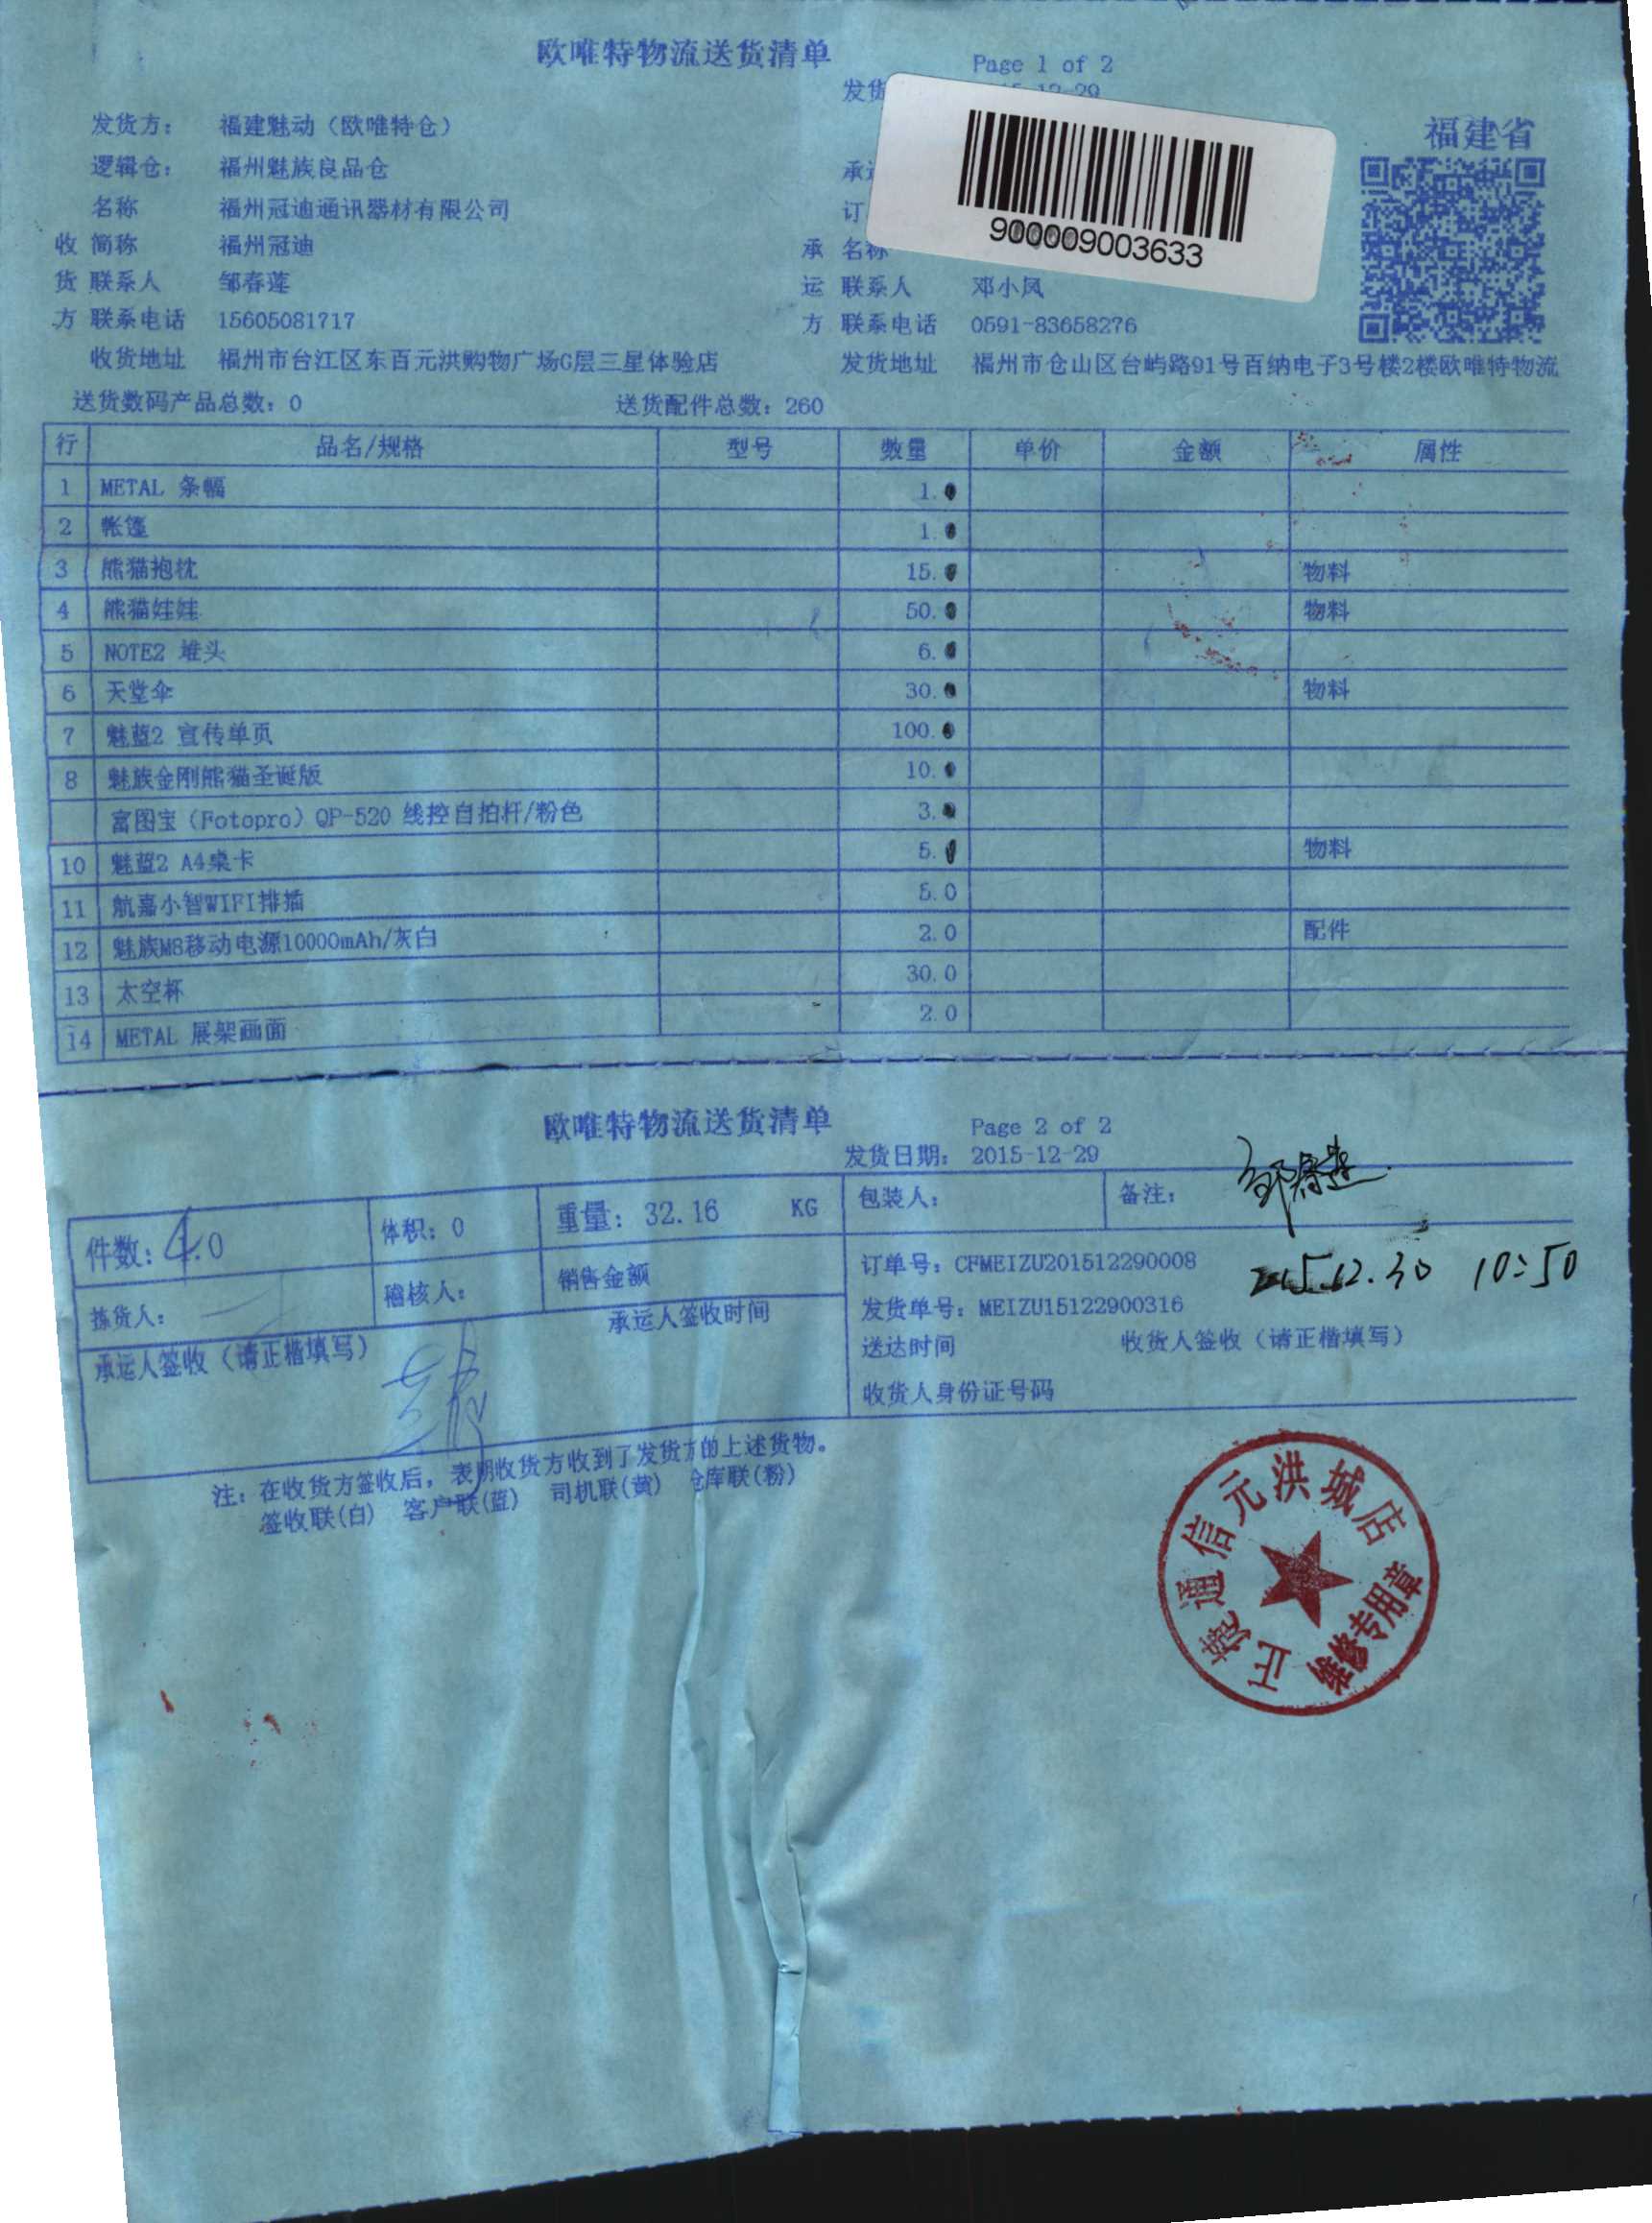 欧唯特物流送货清单 Page 1 of 2
发货 12-29
发货方： 福建魅动（欧唯特仓） 福建省
逻辑仓： 福州魅族良品仓 承
名称 福州冠迪通讯器材有限公司 订
900009003633
收 简称 福州冠迪 承 名称
货 联系人 邹春莲 运 联系人 邓小凤
方 联系电话 15605081717 方 联系电话 0591-83658276
收货地址 福州市台江区东百元洪购物广场G层三星体验店 发货地址 福州市仓山区台屿路91号百纳电子3号楼2楼欧唯特物流
送货数码产品总数：0 送货配件总数：260
行 品名/规格 型号 数量 单价 金额 属性
1 METAL 条幅 1.
2 帐篷 1.
3 熊猫抱枕 15. 物料
4 熊猫娃娃 50. 物料
5 NOTE2 堆头 6.
6 天堂伞 30. 物料
7 魅蓝2 宣传单页 100.
8 魅族金刚熊猫圣诞版 10.
富图宝（Fotopro）QP-520 线控自拍杆/粉色 3.
10 魅蓝2 A4桌卡 5. 物料
11 航嘉小智WIFI排插 5.0
12 魅族M8移动电源10000mAh/灰白 2.0 配件
13 太空杯 30.0
14 METAL 展架画面 2.0
欧唯特物流送货清单 Page 2 of 2
发货日期： 2015-12-29
件数：4.0 体积：0 重量：32.16 KG 包装人： 备注： 邹春莲
拣货人： 稽核人： 销售金额 订单号：CFMEIZU201512290008 2015.12.30 10:50
承运人签收（请正楷填写） 承运人签收时间 发货单号：MEIZU15122900316
送达时间 收货人签收（请正楷填写）
收货人身份证号码
注：在收货方签收后，表明收货方收到了发货方的上述货物。
签收联(白) 客户联(蓝) 司机联(黄) 仓库联(粉)
正捷通信元洪城店
维修专用章